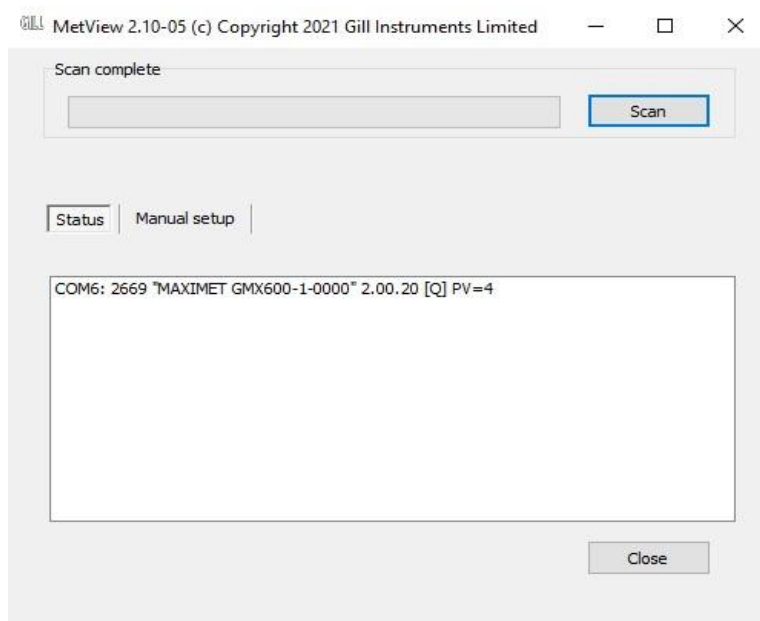 GILL MetView 2.10-05 (c) Copyright 2021 Gill Instruments Limited
Scan complete
Scan
Status
Manual setup
COM6: 2669 "MAXIMET GMX600-1-0000" 2.00.20 [Q] PV=4
Close